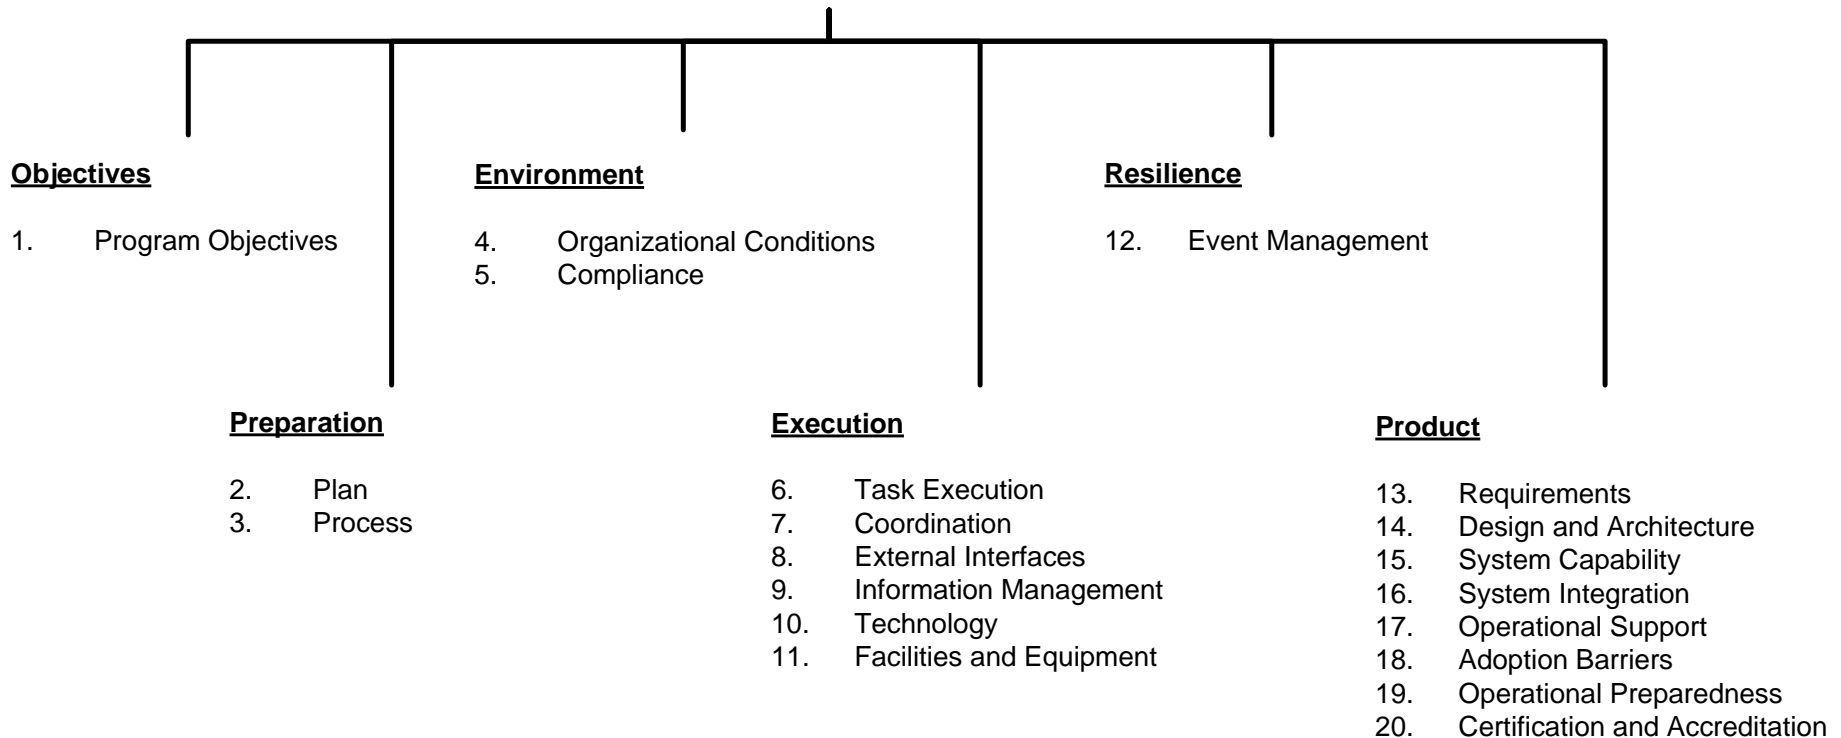 Objectives
1. Program Objectives
Environment
4. Organizational Conditions
5. Compliance
Resilience
12. Event Management
Preparation
2. Plan
3. Process
Execution
6. Task Execution
7. Coordination
8. External Interfaces
9. Information Management
10. Technology
11. Facilities and Equipment
Product
13. Requirements
14. Design and Architecture
15. System Capability
16. System Integration
17. Operational Support
18. Adoption Barriers
19. Operational Preparedness
20. Certification and Accreditation